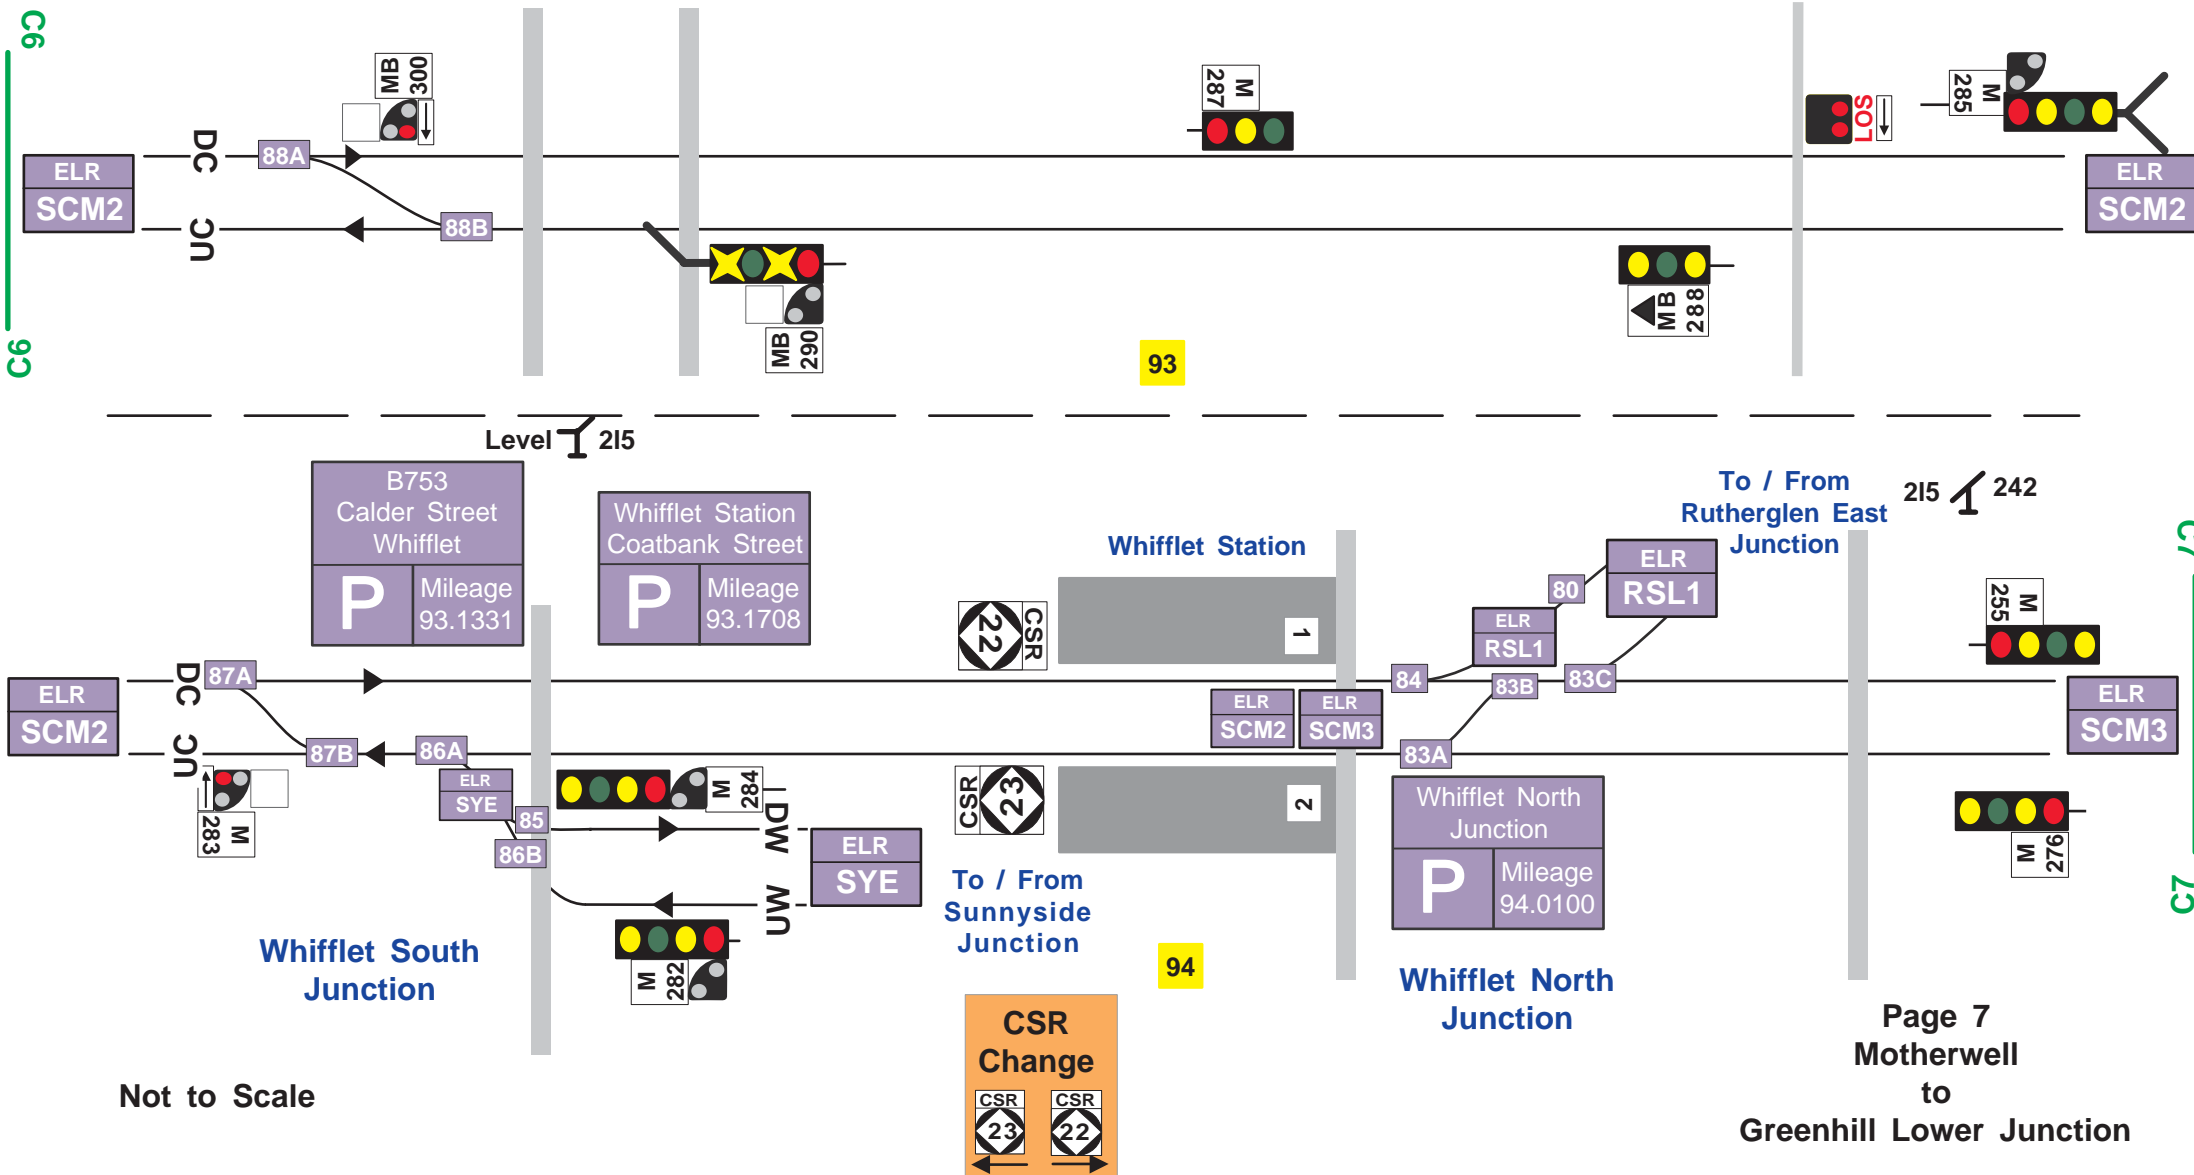 C6
MB
300
M
287
LOS
M
285
DC
88A
ELR
SCM2
ELR
SCM2
UC
88B
C6
MB
290
MB
288
93
Level 2I5
B753
Calder Street
Whifflet
P
Mileage
93.1331
Whifflet Station
Coatbank Street
P
Mileage
93.1708
Whifflet Station
To / From
Rutherglen East
Junction
2I5 242
C7
ELR
RSL1
80
ELR
RSL1
22
CSR
1
M
255
DC
87A
84
83B
83C
ELR
SCM2
ELR
SCM2
ELR
SCM3
ELR
SCM3
UC
87B
86A
83A
ELR
SYE
M
284
CSR
23
2
M
283
85
86B
DW
ELR
SYE
UW
Whifflet North
Junction
P
Mileage
94.0100
M
276
C7
To / From
Sunnyside
Junction
Whifflet South
Junction
M
282
94
Whifflet North
Junction
CSR
Change
CSR
23
CSR
22
Not to Scale
Page 7
Motherwell
to
Greenhill Lower Junction